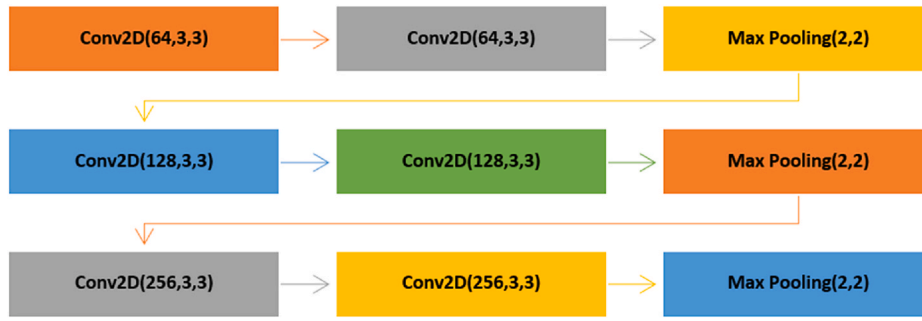 Conv2D(64,3,3)
Conv2D(64,3,3)
Max Pooling(2,2)
Conv2D(128,3,3)
Conv2D(128,3,3)
Max Pooling(2,2)
Conv2D(256,3,3)
Conv2D(256,3,3)
Max Pooling(2,2)